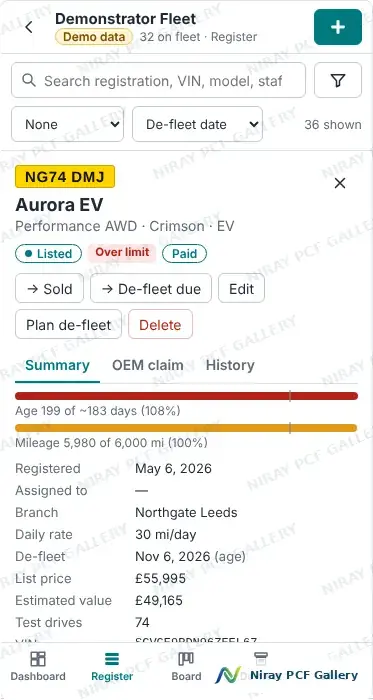 Demonstrator Fleet
Demo data 32 on fleet · Register
Search registration, VIN, model, staf
None
De-fleet date
36 shown
NG74 DMJ
Aurora EV
Performance AWD · Crimson · EV
Listed
Over limit
Paid
→ Sold
→ De-fleet due
Edit
Plan de-fleet
Delete
Summary
OEM claim
History
Age 199 of ~183 days (108%)
Mileage 5,980 of 6,000 mi (100%)
Registered May 6, 2026
Assigned to —
Branch Northgate Leeds
Daily rate 30 mi/day
De-fleet Nov 6, 2026 (age)
List price £55,995
Estimated value £49,165
Test drives 74
VIN
Dashboard
Register
Board
Niray PCF Gallery
NIRAY PCF GALLERY